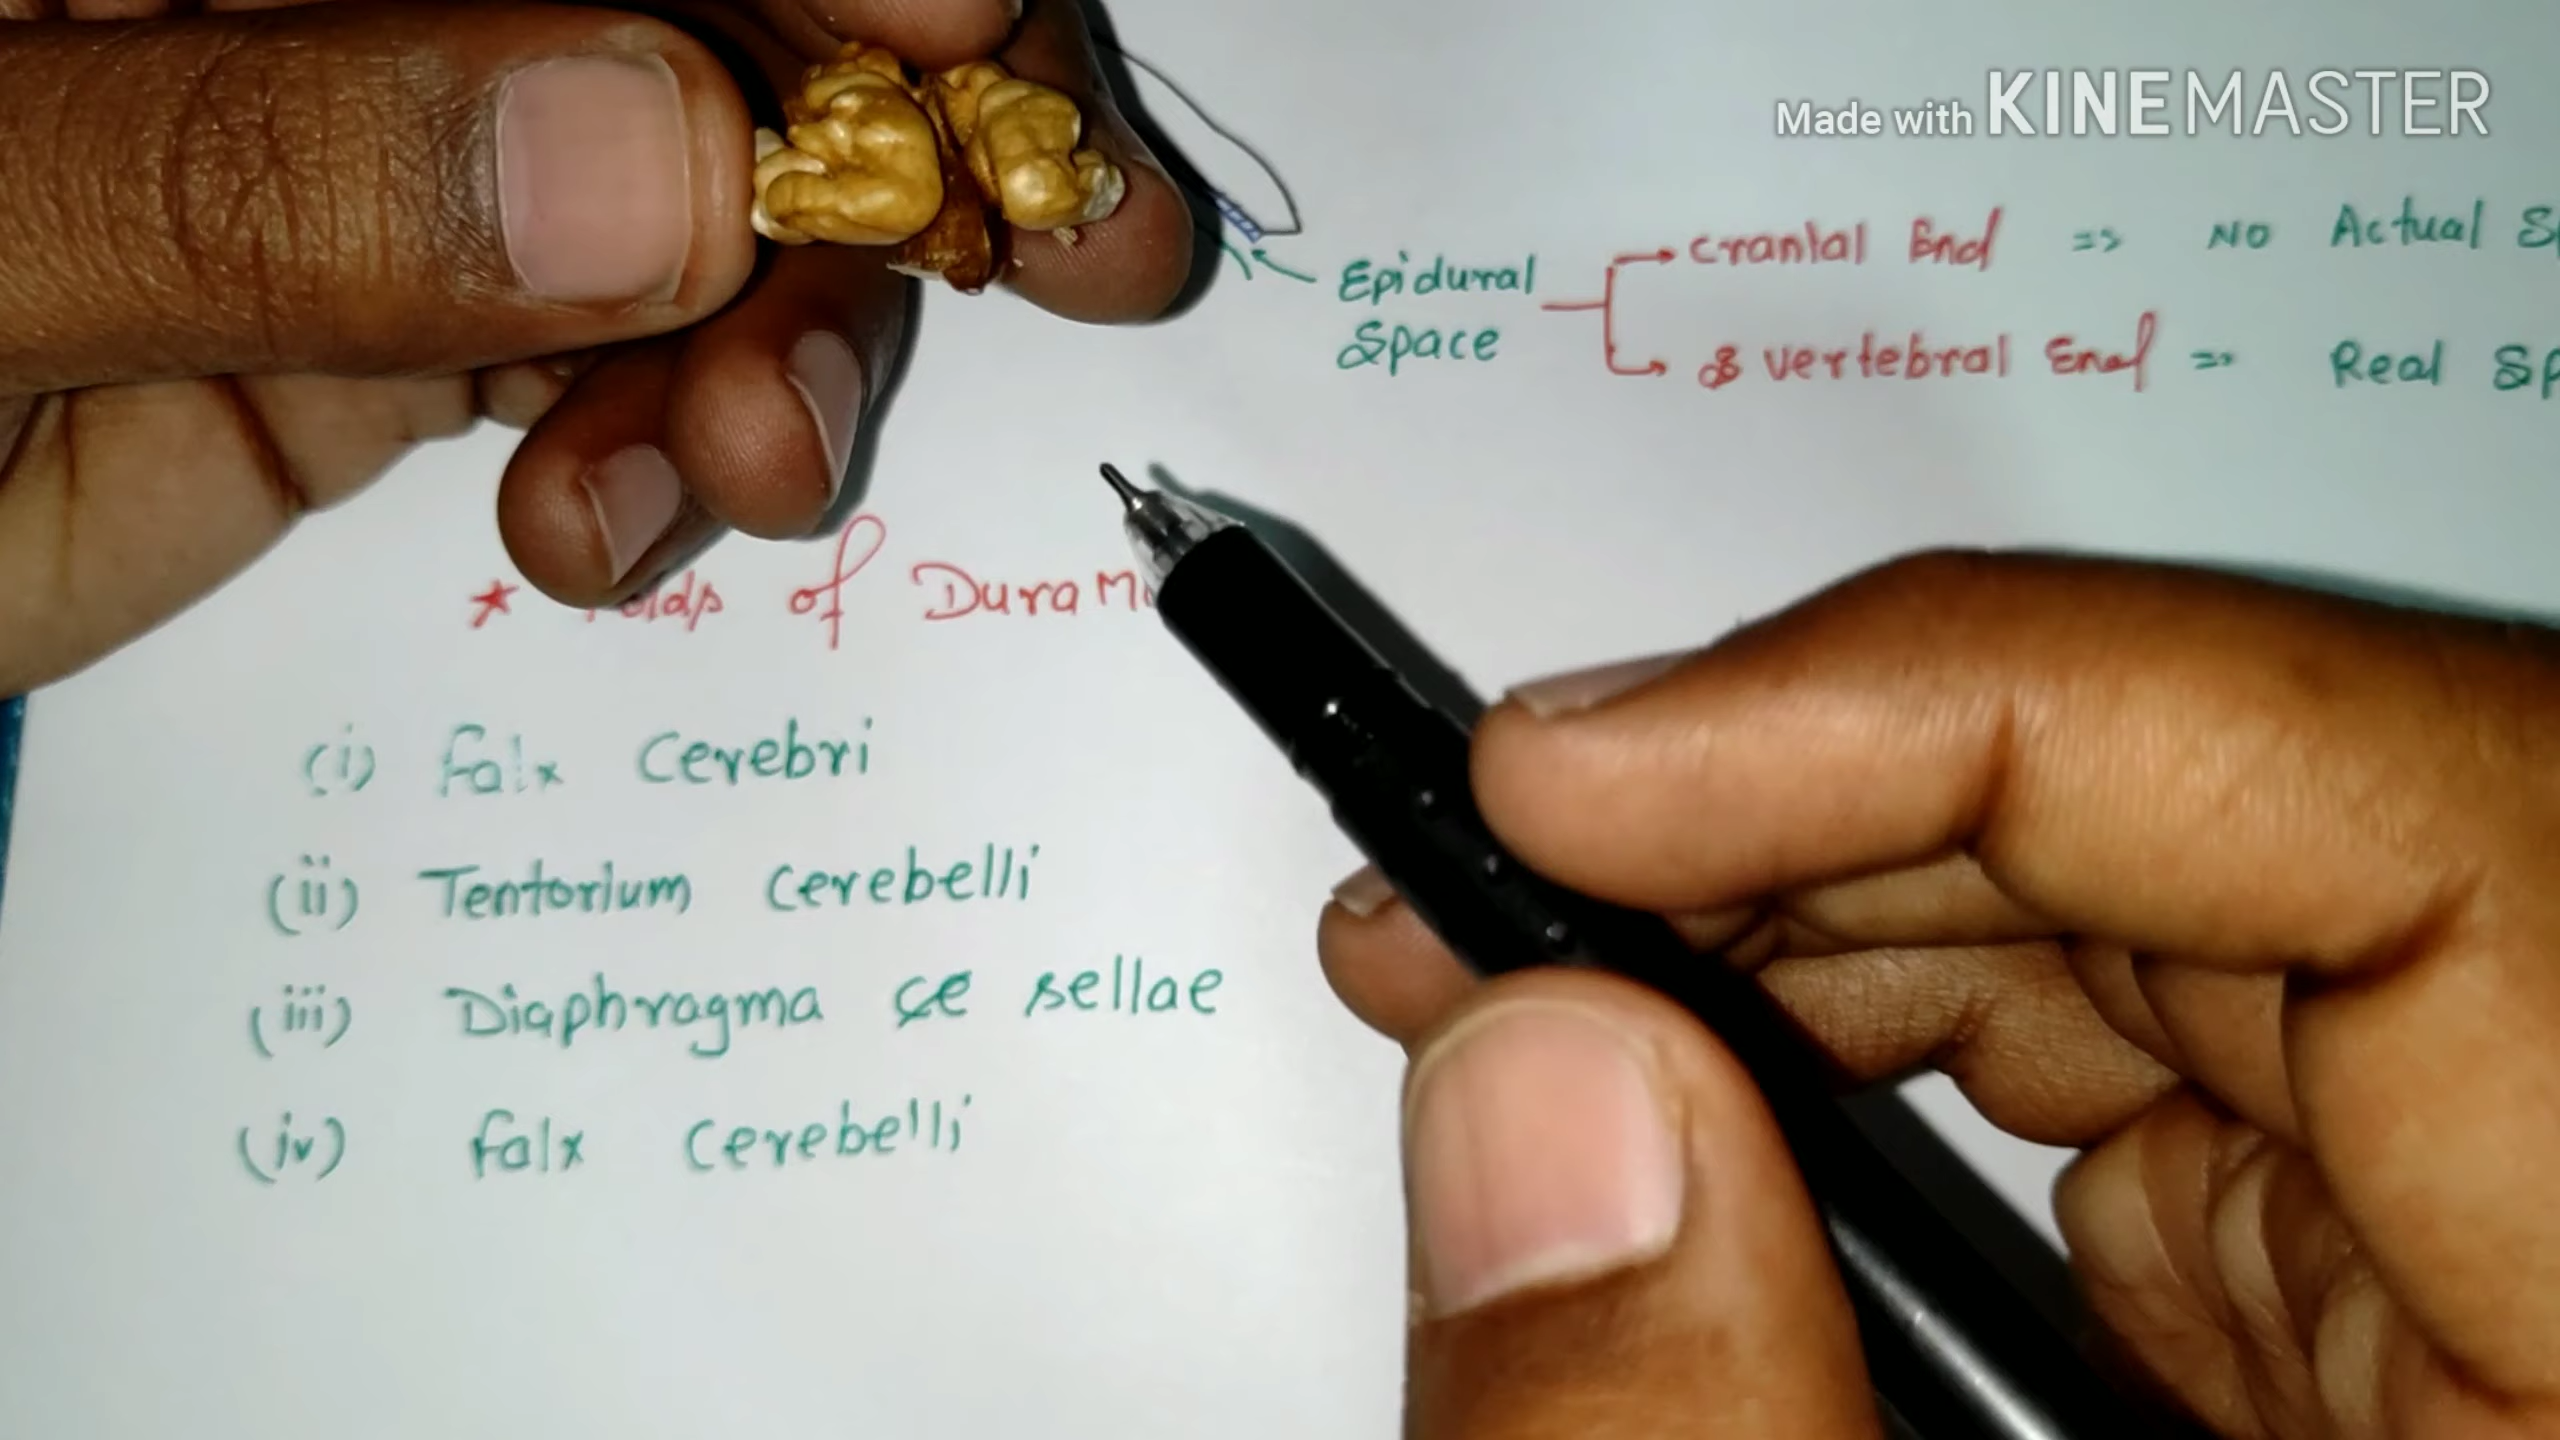 Made with KINEMASTER
Epidural Space
Cranial End => No Actual
vertebral End => Real
* of Dura
(i) Falx Cerebri
(ii) Tentorium Cerebelli
(iii) Diaphragma sellae
(iv) Falx Cerebelli